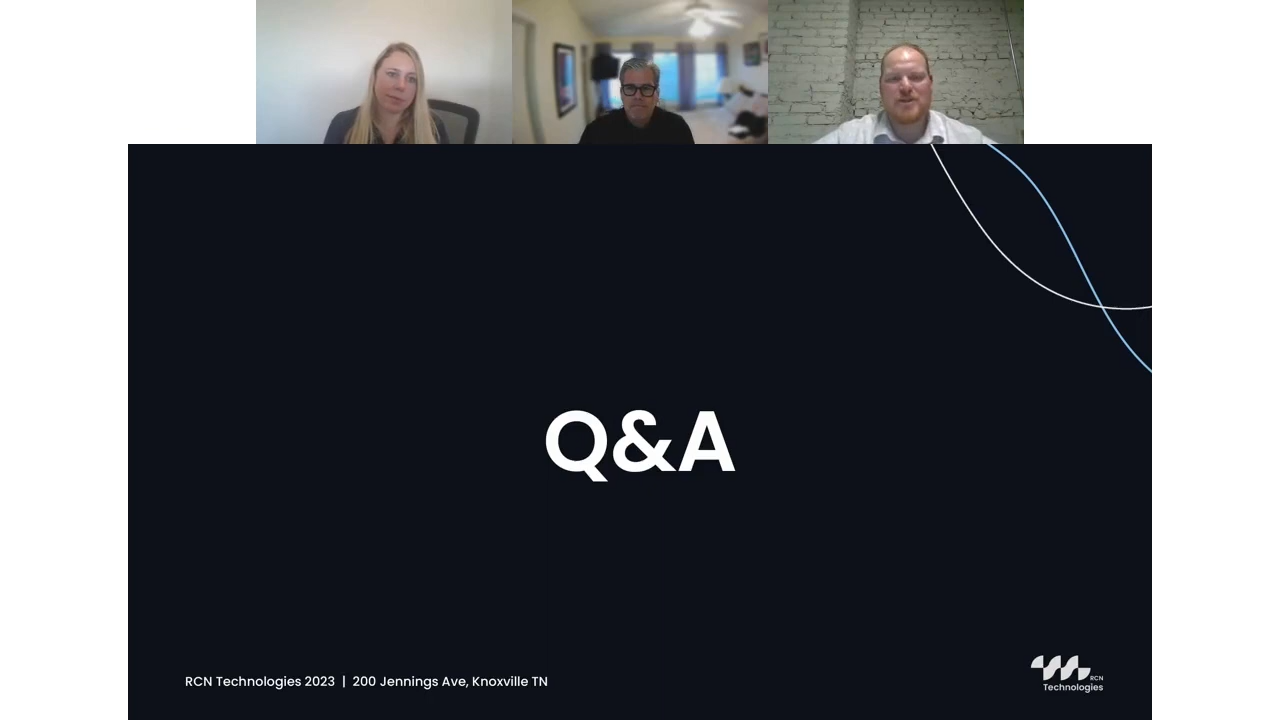 Q&A
RCN Technologies 2023 | 200 Jennings Ave, Knoxville TN
RCN
Technologies